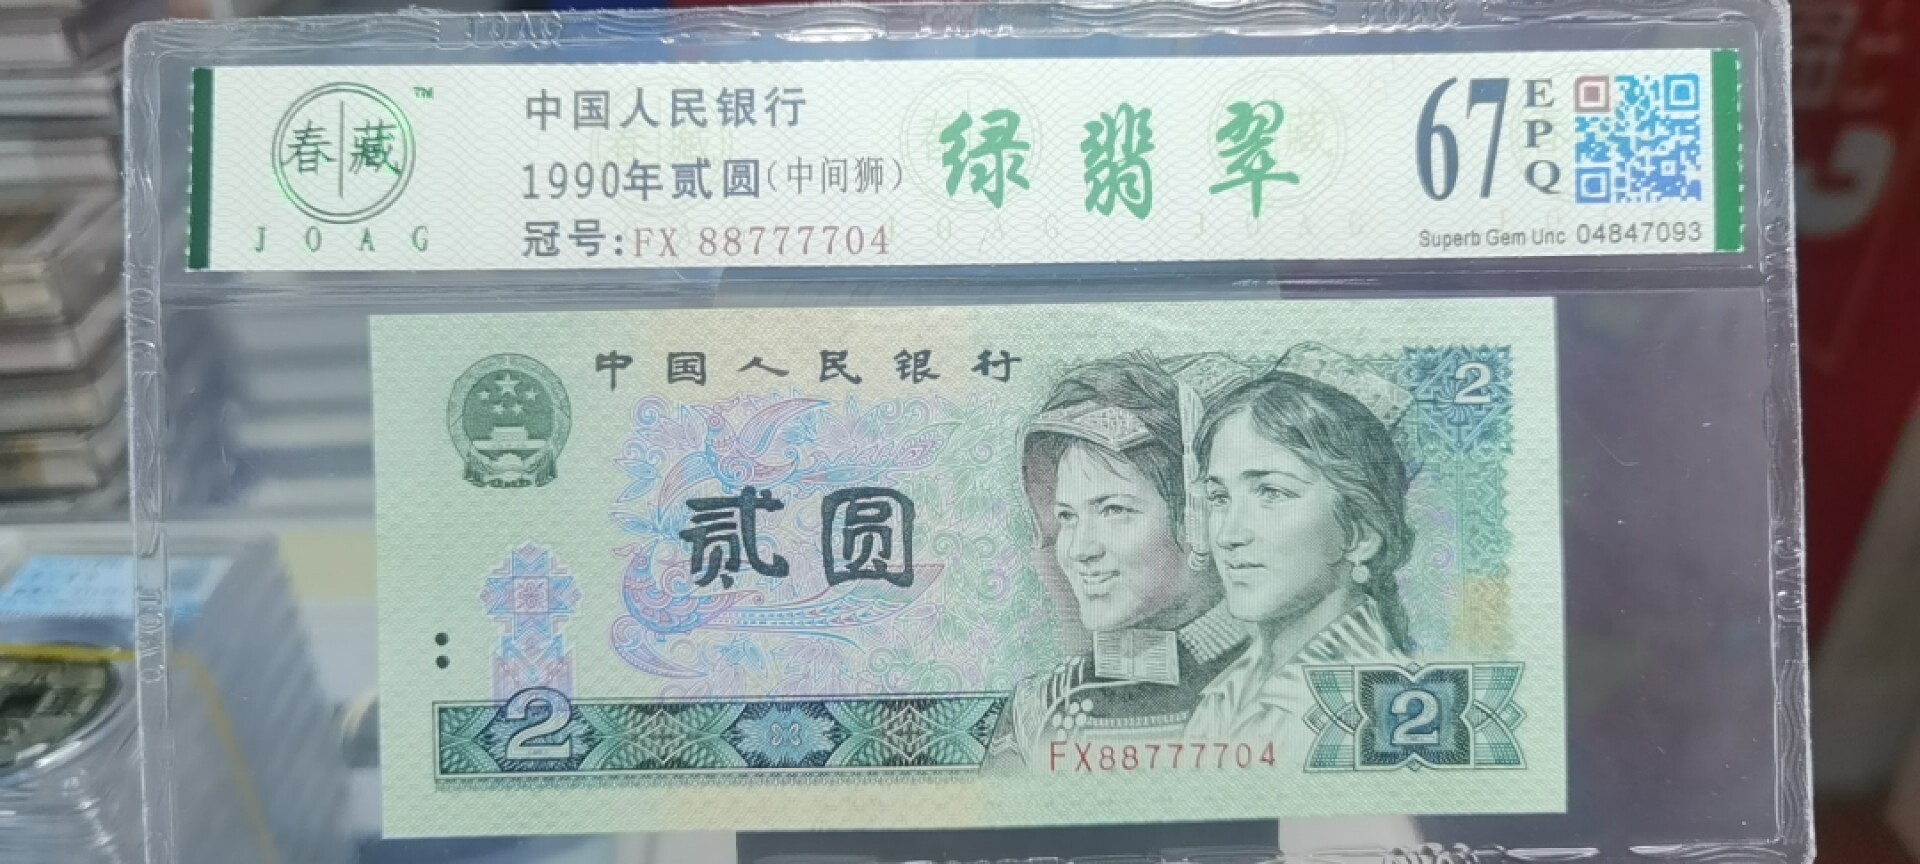 春藏 TM
JOAG
中国人民银行
1990年贰圆(中间狮)
冠号:FX 88777704
绿翡翠
67 EPQ
Superb Gem Unc 04847093
中国人民银行
2
贰圆
2
FX88777704
2